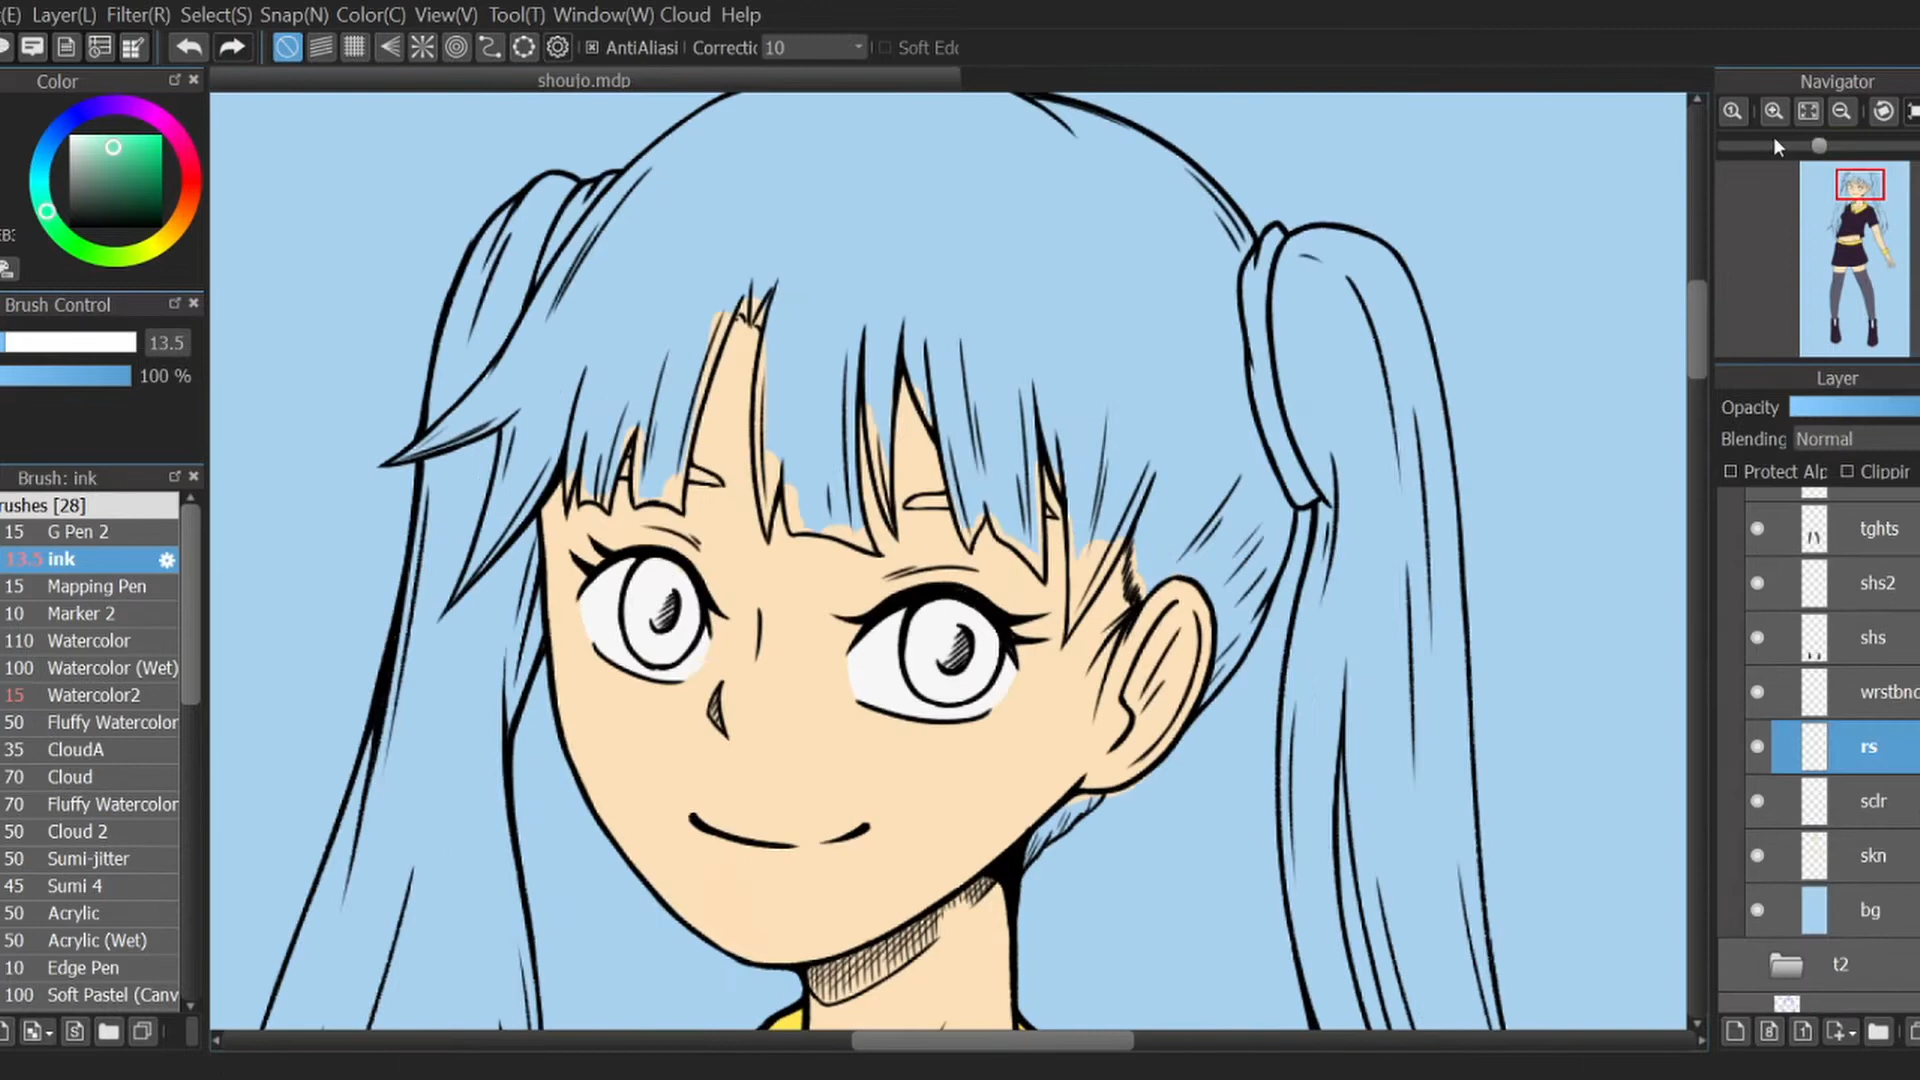 (E) Layer(L) Filter(R) Select(S) Snap(N) Color(C) View(V) Tool(T) Window(W) Cloud Help
AntiAliasi Correctic 10 Soft Edc
shoujo.mdp
Color
EB:
Brush Control
13.5
100 %
Brush: ink
rushes [28]
15 G Pen 2
13.5 ink
15 Mapping Pen
10 Marker 2
110 Watercolor
100 Watercolor (Wet)
15 Watercolor2
50 Fluffy Watercolor
35 CloudA
70 Cloud
70 Fluffy Watercolor
50 Cloud 2
50 Sumi-jitter
45 Sumi 4
50 Acrylic
50 Acrylic (Wet)
10 Edge Pen
100 Soft Pastel (Canv
Navigator
Layer
Opacity
Blending Normal
Protect Alp Clippir
tghts
shs2
shs
wrstbnd
rs
sclr
skn
bg
t2